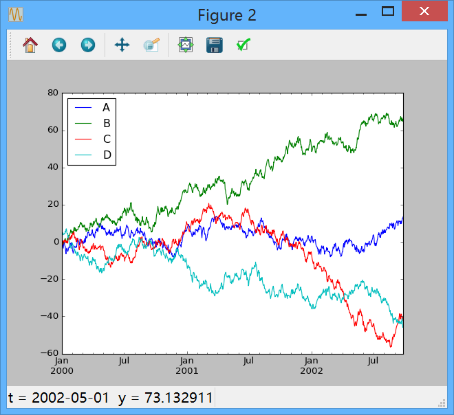 Figure 2
A
B
C
D
80
60
40
20
0
−20
−40
−60
Jan Jul Jan Jul Jan Jul
2000 2001 2002
t = 2002-05-01 y = 73.132911